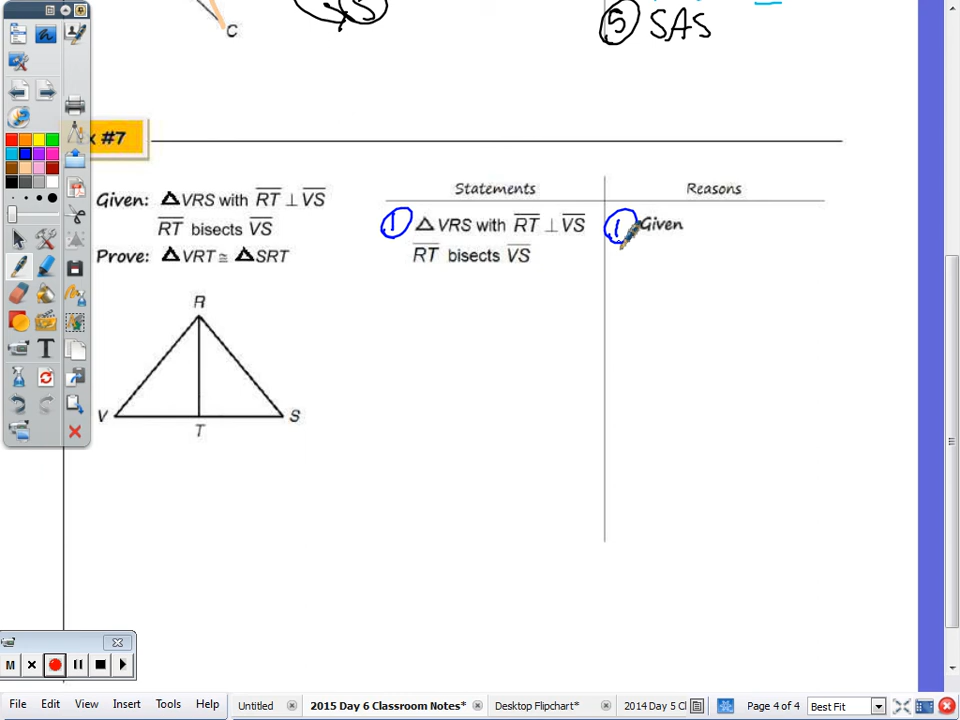 C
S
⑤ SAS
x #7
Given: △VRS with RT ⊥ VS
RT bisects VS
Prove: △VRT ≅ △SRT
Statements
Reasons
① △VRS with RT ⊥ VS
RT bisects VS
① Given
R
V
S
T
T
M
File Edit View Insert Tools Help
Untitled
2015 Day 6 Classroom Notes*
Desktop Flipchart*
2014 Day 5 Cl
Page 4 of 4
Best Fit